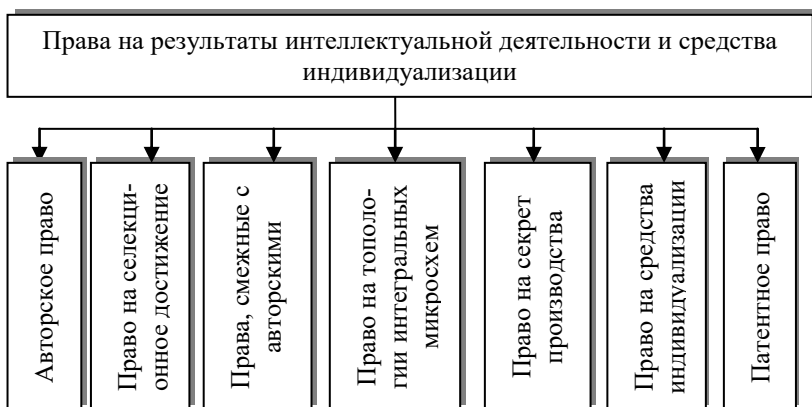 Права на результаты интеллектуальной деятельности и средства
индивидуализации
Авторское право
Право на селекци-
онное достижение
Права, смежные с
авторскими
Право на тополо-
гии интегральных
микросхем
Право на секрет
производства
Право на средства
индивидуализации
Патентное право